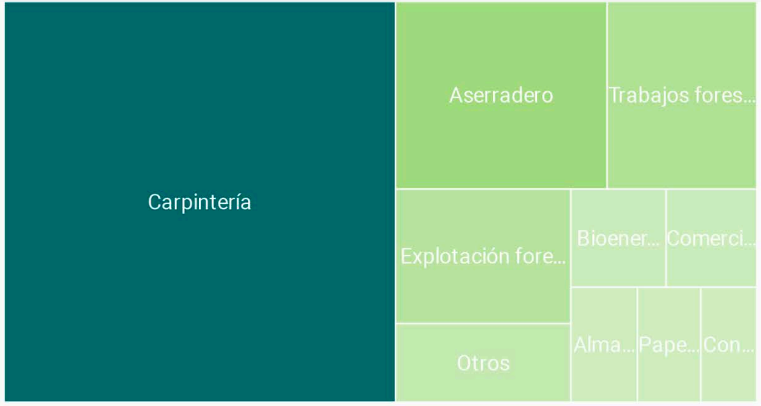 Carpintería
Aserradero
Trabajos fores...
Explotación fore...
Bioener...
Comerci...
Otros
Alma...
Pape...
Con...